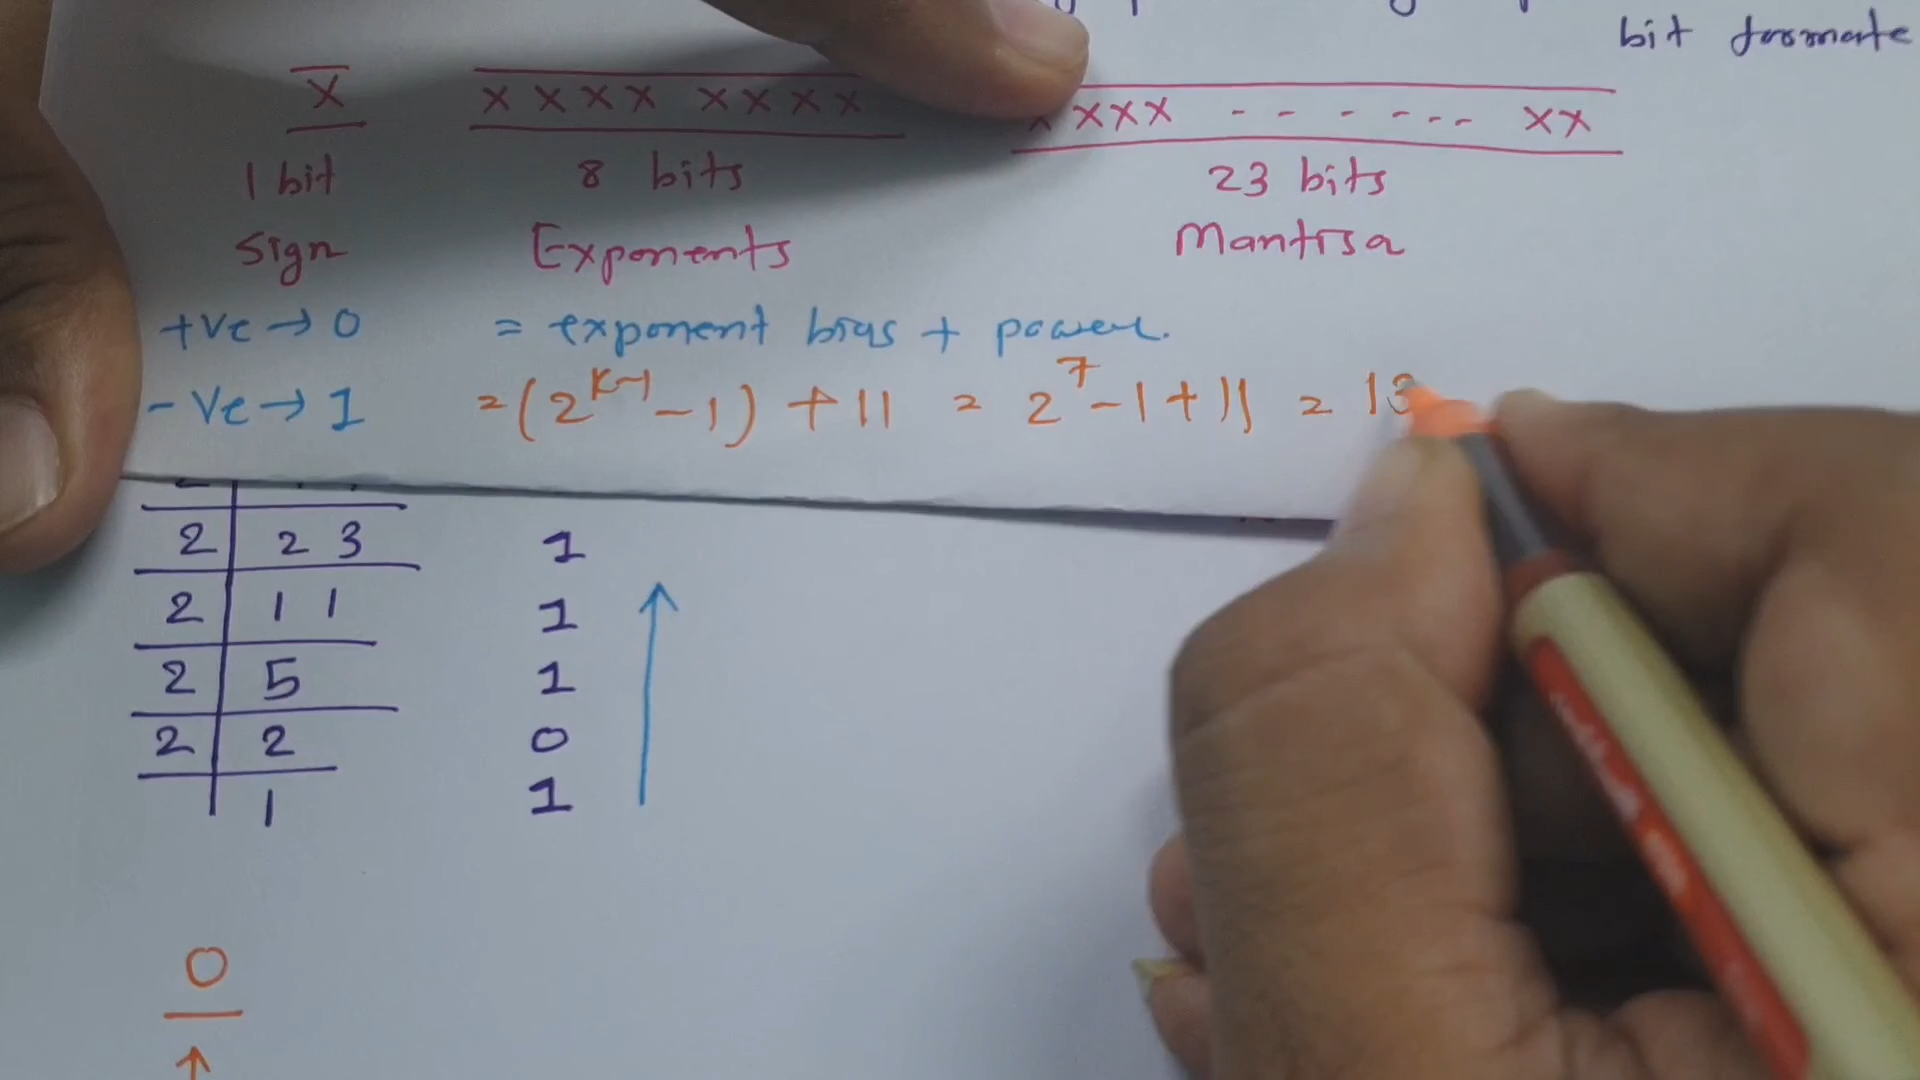 bit formate
X XXXX XXXX XXX - - - - - - XX
1 bit 8 bits 23 bits
Sign Exponents Mantisa
+ve → 0 = exponent bias + power.
-ve → 1 = (2^(k-1) - 1) + 11 = 2^7 - 1 + 11 = 13
2 23 1
2 11 1
2 5 1
2 2 0
1 1
0